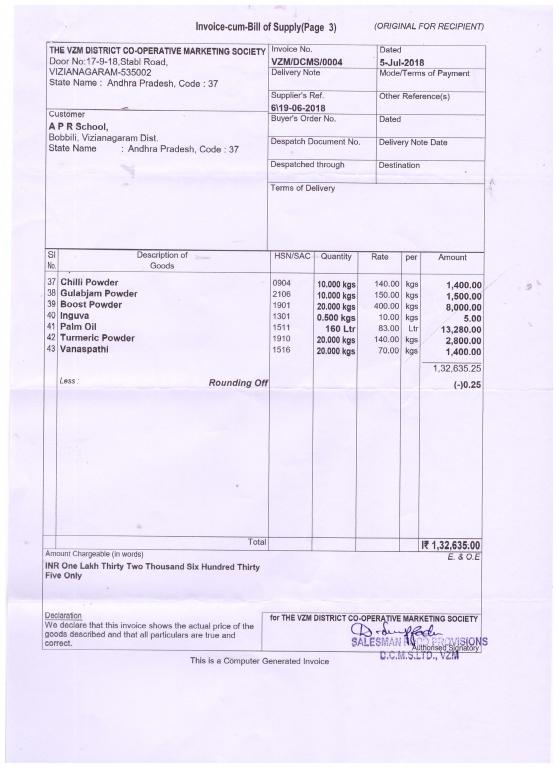 Invoice-cum-Bill of Supply(Page 3) (ORIGINAL FOR RECIPIENT)
THE VZM DISTRICT CO-OPERATIVE MARKETING SOCIETY
Door No:17-9-18,Stabl Road,
VIZIANAGARAM-535002
State Name : Andhra Pradesh, Code : 37
Invoice No. Dated
VZM/DCMS/0004 5-Jul-2018
Delivery Note Mode/Terms of Payment
Supplier's Ref. Other Reference(s)
6\19-06-2018
Customer
A P R School,
Bobbili, Vizianagaram Dist.
State Name : Andhra Pradesh, Code : 37
Buyer's Order No. Dated
Despatch Document No. Delivery Note Date
Despatched through Destination
Terms of Delivery
Sl No. Description of Goods HSN/SAC Quantity Rate per Amount
37 Chilli Powder 0904 10.000 kgs 140.00 kgs 1,400.00
38 Gulabjam Powder 2106 10.000 kgs 150.00 kgs 1,500.00
39 Boost Powder 1901 20.000 kgs 400.00 kgs 8,000.00
40 Inguva 1301 0.500 kgs 10.00 kgs 5.00
41 Palm Oil 1511 160 Ltr 83.00 Ltr 13,280.00
42 Turmeric Powder 1910 20.000 kgs 140.00 kgs 2,800.00
43 Vanaspathi 1516 20.000 kgs 70.00 kgs 1,400.00
1,32,635.25
Less : Rounding Off (-)0.25
Total I₹ 1,32,635.00
Amount Chargeable (in words) E. & O.E
INR One Lakh Thirty Two Thousand Six Hundred Thirty
Five Only
Declaration
We declare that this invoice shows the actual price of the
goods described and that all particulars are true and
correct.
for THE VZM DISTRICT CO-OPERATIVE MARKETING SOCIETY
SALESMAN PROVISIONS
Authorised Signatory
D.C.M.S.LTD., VZM
This is a Computer Generated Invoice